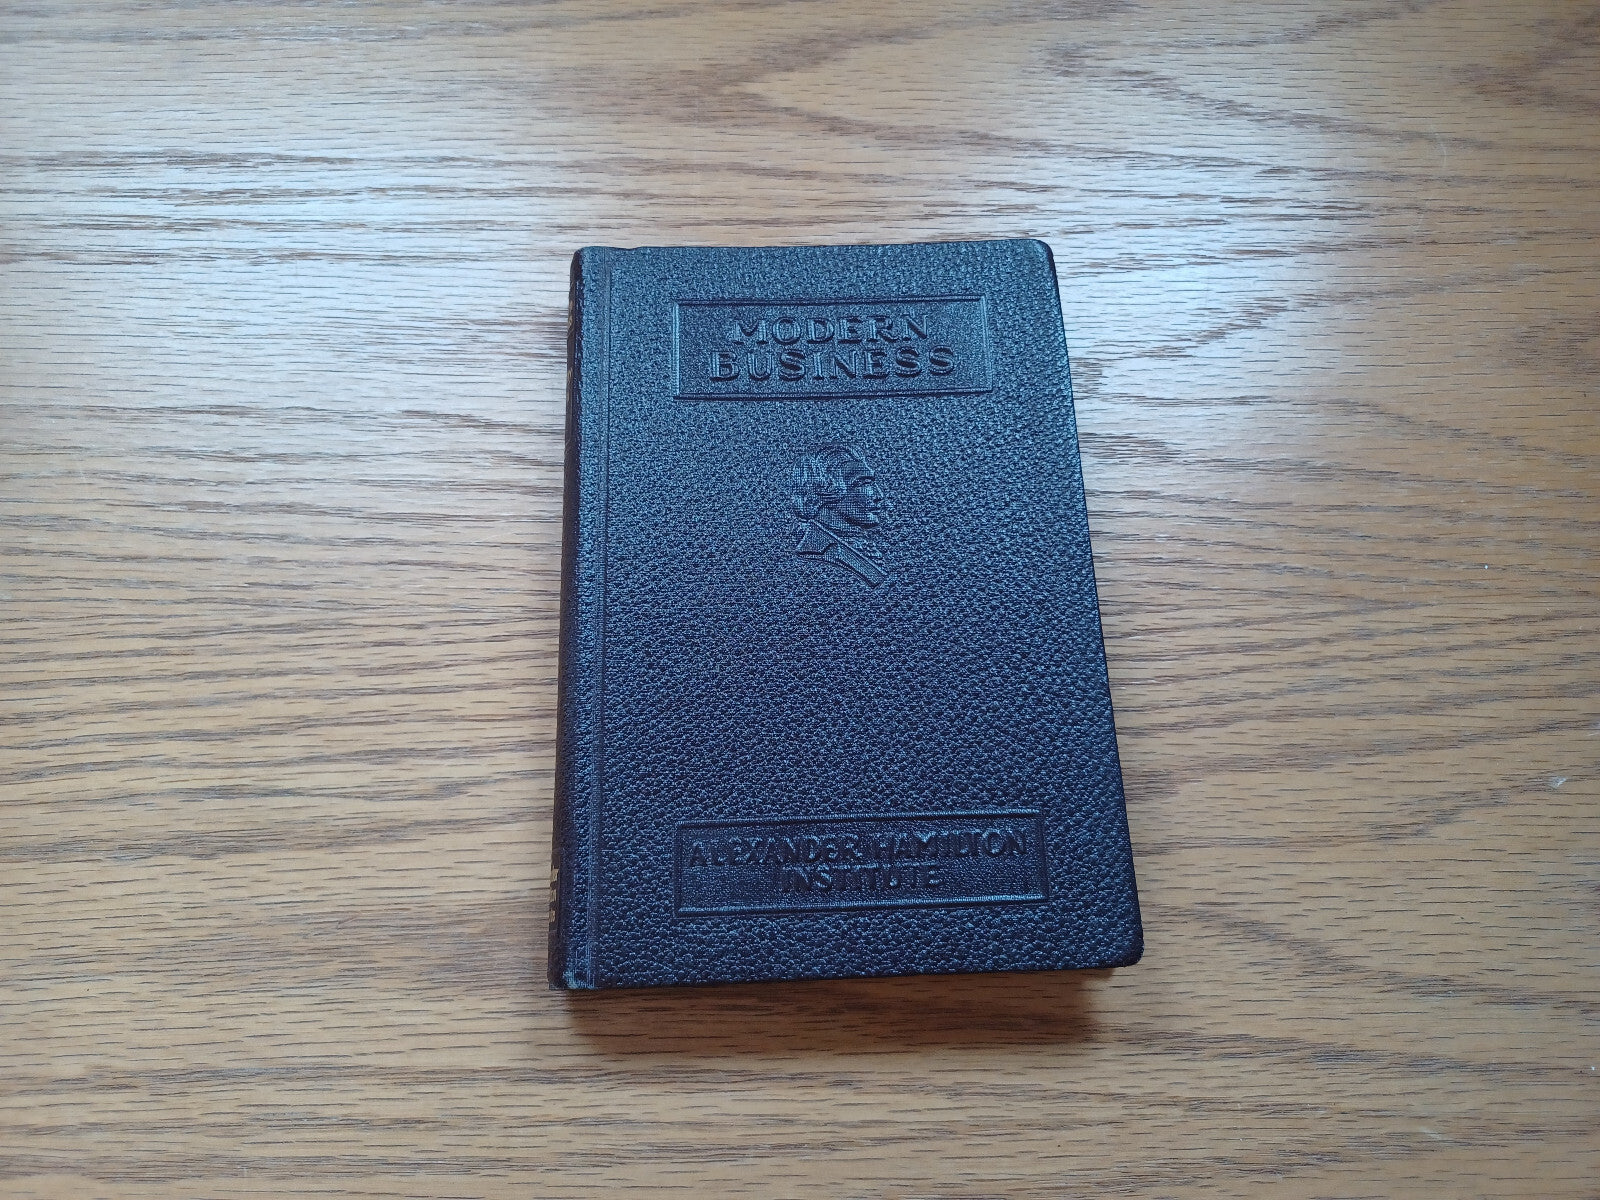 MODERN
BUSINESS
ALEXANDER HAMILTON
INSTITUTE